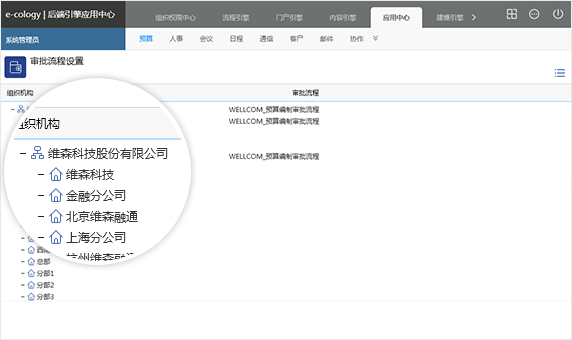 e-cology | 后端引擎应用中心 组织权限中心 流程引擎 门户引擎 内容引擎 应用中心 建模引擎
系统管理员 预算 人事 会议 日程 通信 客户 邮件 协作
审批流程设置
组织机构 审批流程
WELLCOM_预算编制审批流程
WELLCOM_预算编制审批流程
组织机构
维森科技股份有限公司
WELLCOM_预算编制审批流程
维森科技
金融分公司
北京维森融通
上海分公司
杭州维森融通
总部
分部1
分部2
分部3